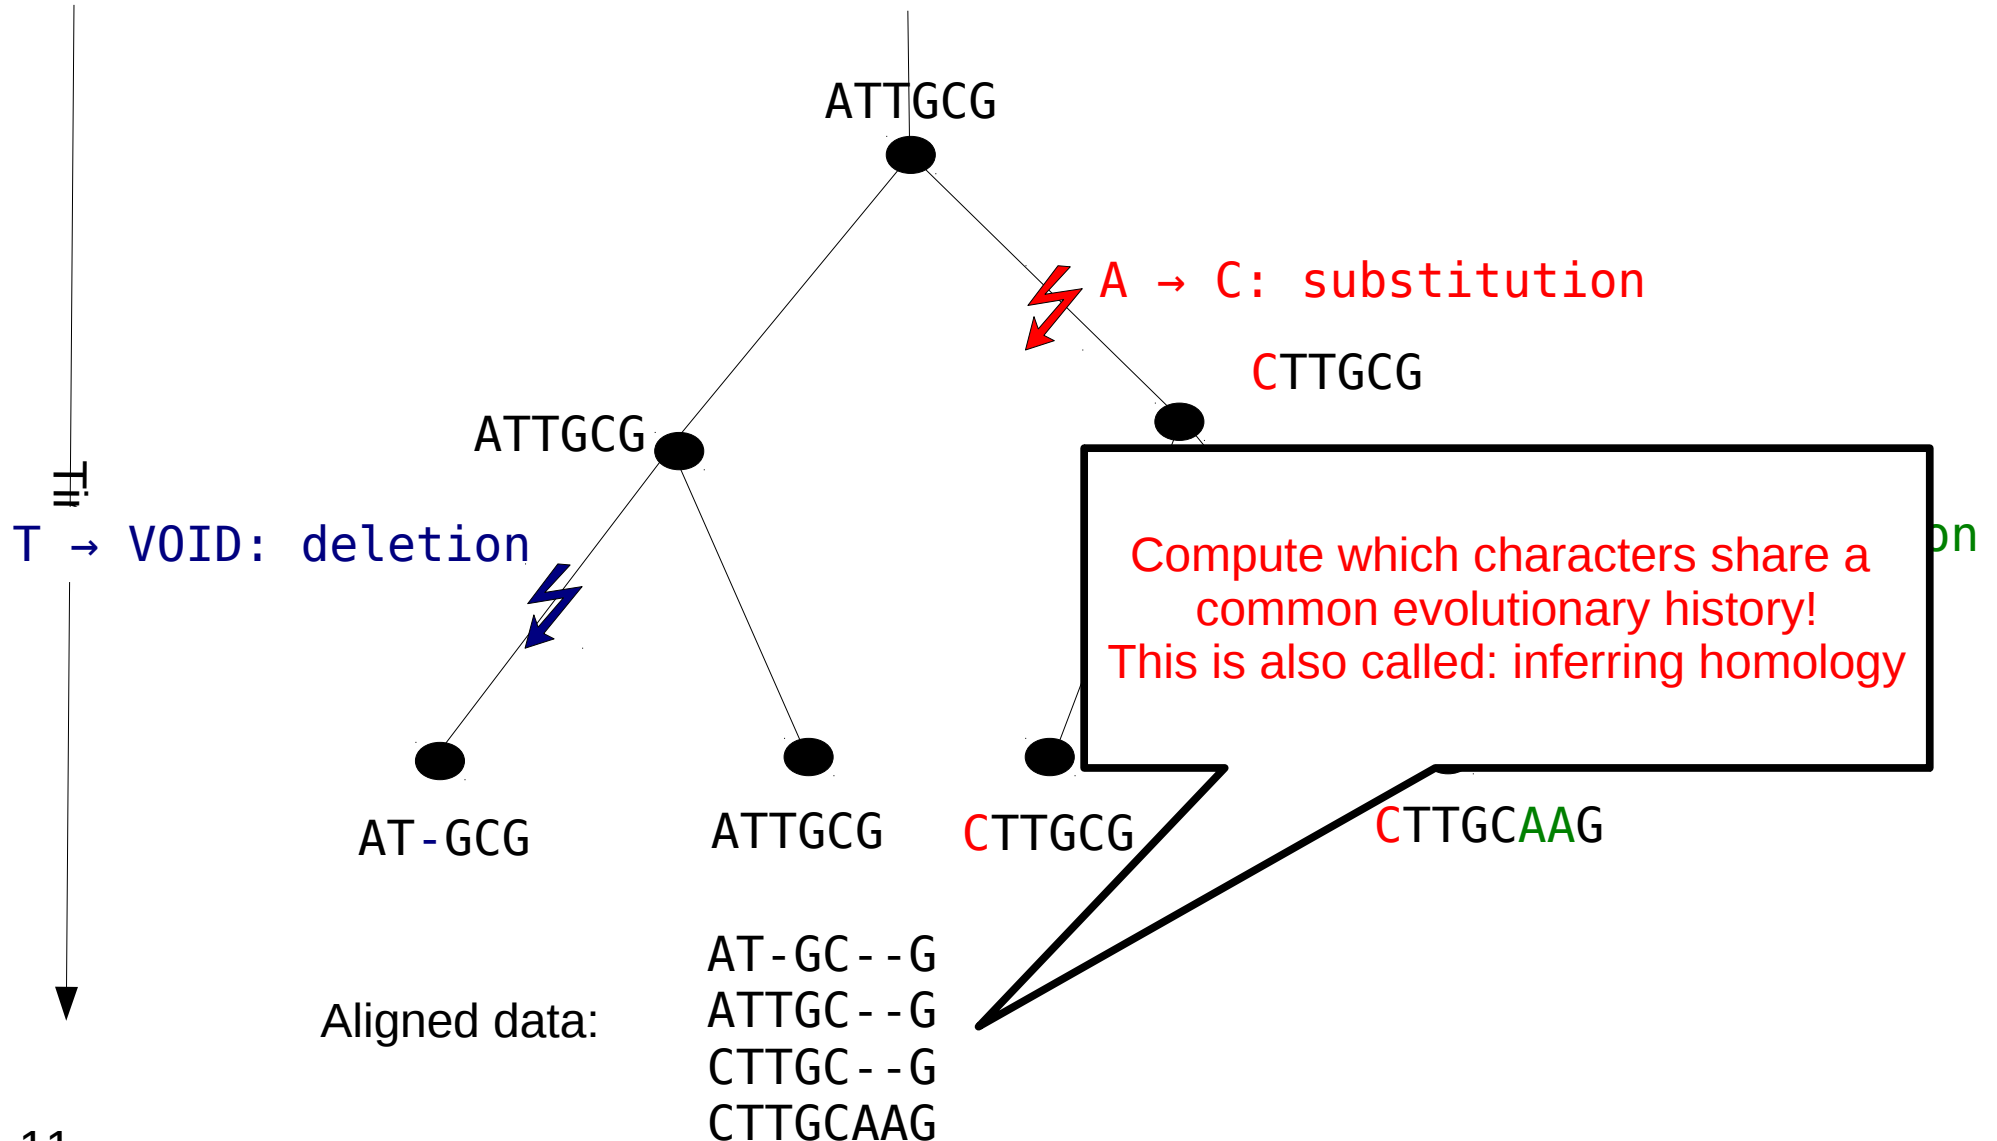 ATTGCG
A → C: substitution
CTTGCG
ATTGCG
T → VOID: deletion
Compute which characters share a
common evolutionary history!
This is also called: inferring homology
AT-GCG
ATTGCG
CTTGCG
CTTGCAAG
Aligned data:
AT-GC--G
ATTGC--G
CTTGC--G
CTTGCAAG
11